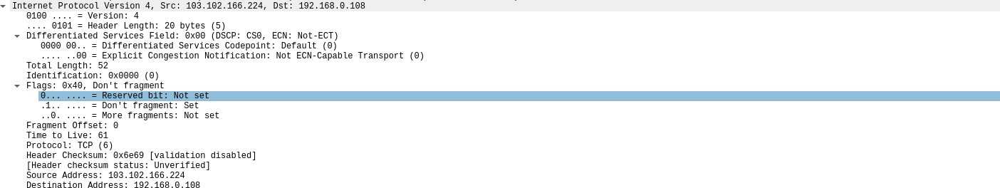 Internet Protocol Version 4, Src: 103.102.166.224, Dst: 192.168.0.108
0100 .... = Version: 4
.... 0101 = Header Length: 20 bytes (5)
Differentiated Services Field: 0x00 (DSCP: CS0, ECN: Not-ECT)
0000 00.. = Differentiated Services Codepoint: Default (0)
.... ..00 = Explicit Congestion Notification: Not ECN-Capable Transport (0)
Total Length: 52
Identification: 0x0000 (0)
Flags: 0x40, Don't fragment
0... .... = Reserved bit: Not set
.1.. .... = Don't fragment: Set
..0. .... = More fragments: Not set
Fragment Offset: 0
Time to Live: 61
Protocol: TCP (6)
Header Checksum: 0x6e69 [validation disabled]
[Header checksum status: Unverified]
Source Address: 103.102.166.224
Destination Address: 192.168.0.108